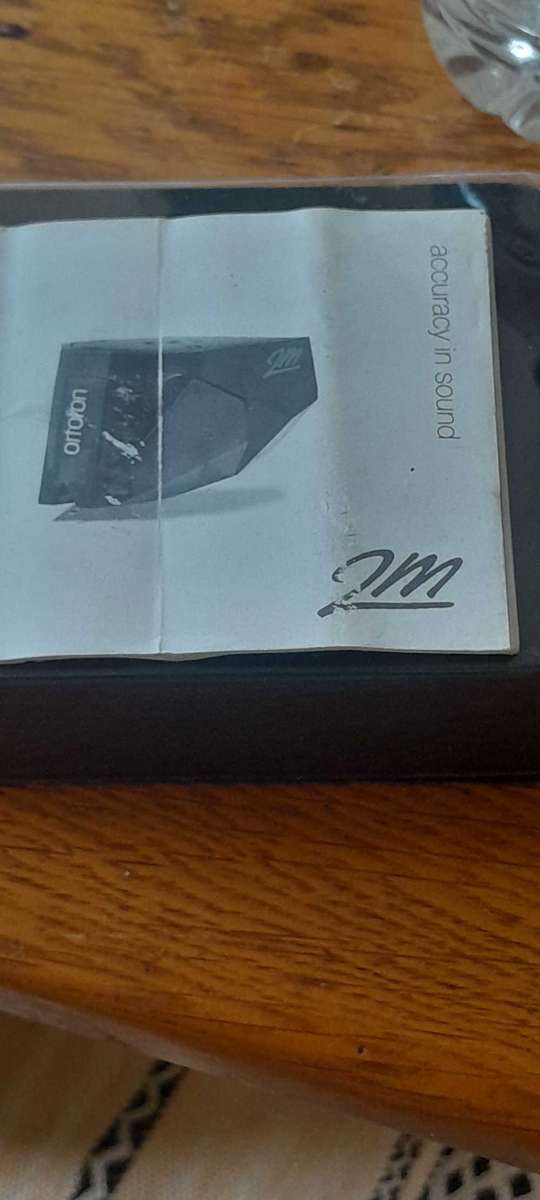 accuracy in sound
2M
ortofon
2M